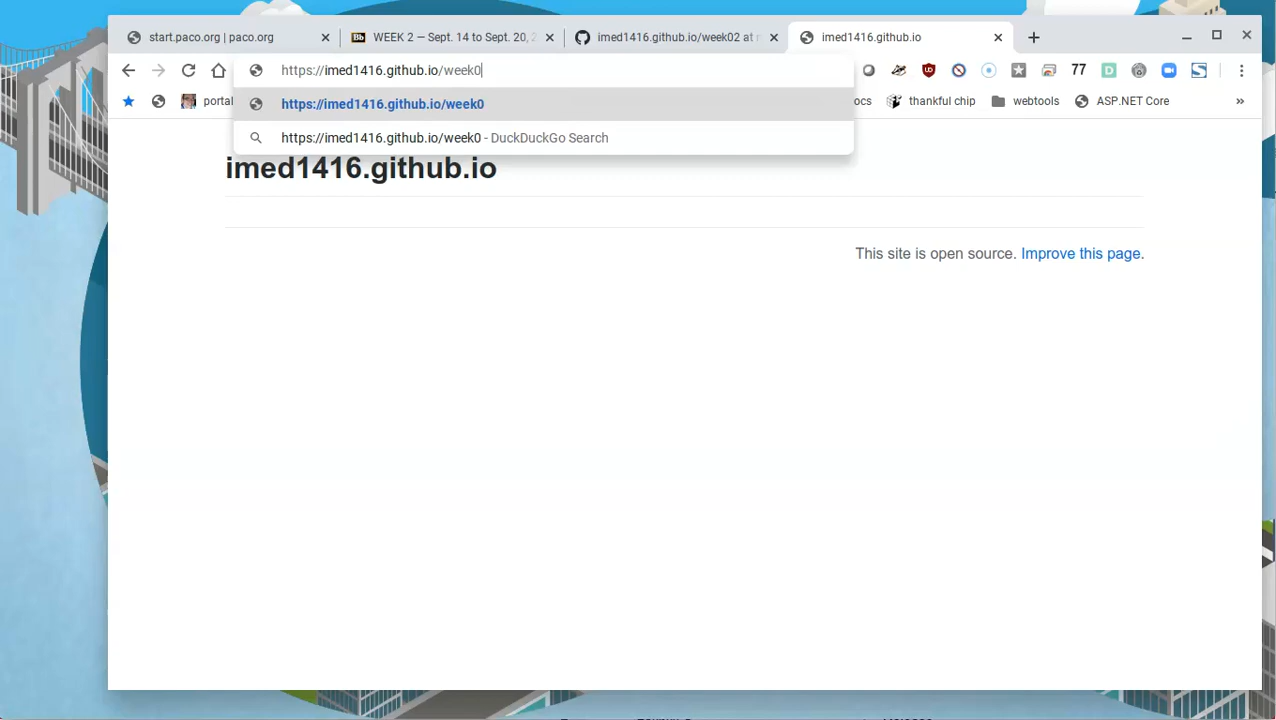 start.paco.org | paco.org
WEEK 2 — Sept. 14 to Sept. 20, 2
imed1416.github.io/week02 at m
imed1416.github.io
https://imed1416.github.io/week0
77
https://imed1416.github.io/week0
portal
ocs
thankful chip
webtools
ASP.NET Core
https://imed1416.github.io/week0 - DuckDuckGo Search
imed1416.github.io
This site is open source. Improve this page.